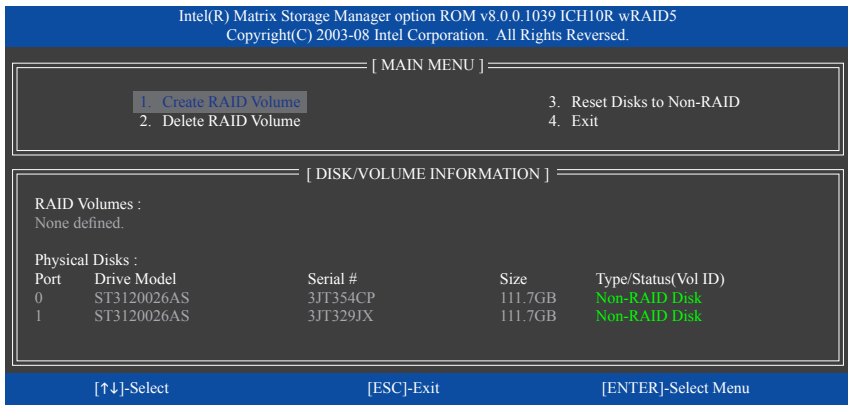 Intel(R) Matrix Storage Manager option ROM v8.0.0.1039 ICH10R wRAID5
Copyright(C) 2003-08 Intel Corporation.  All Rights Reversed.
[ MAIN MENU ]
1.  Create RAID Volume 3.  Reset Disks to Non-RAID
2.  Delete RAID Volume 4.  Exit
[ DISK/VOLUME INFORMATION ]
RAID Volumes :
None defined.
Physical Disks :
Port Drive Model Serial # Size Type/Status(Vol ID)
0 ST3120026AS 3JT354CP 111.7GB Non-RAID Disk
1 ST3120026AS 3JT329JX 111.7GB Non-RAID Disk
[↑↓]-Select [ESC]-Exit [ENTER]-Select Menu